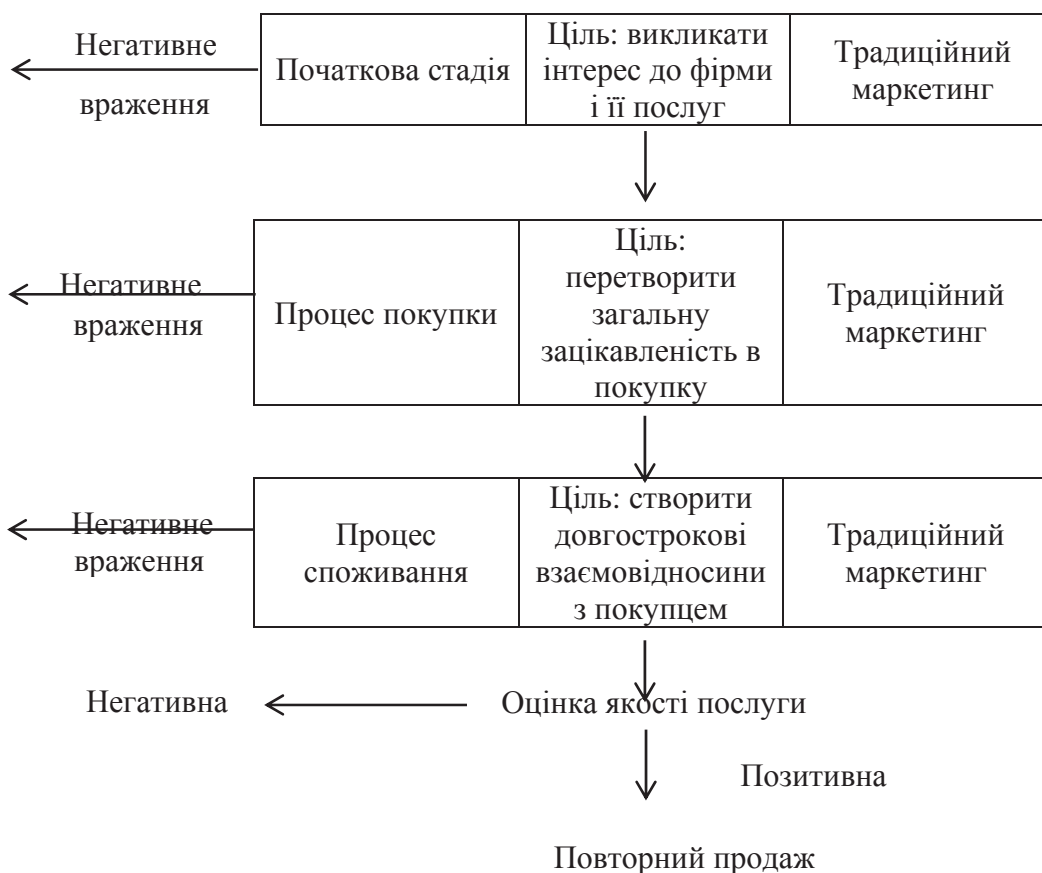 Негативне
враження
Початкова стадія
Ціль: викликати
інтерес до фірми
і її послуг
Традиційний
маркетинг
Негативне
враження
Процес покупки
Ціль:
перетворити
загальну
зацікавленість в
покупку
Традиційний
маркетинг
Негативне
враження
Процес
споживання
Ціль: створити
довгострокові
взаємовідносини
з покупцем
Традиційний
маркетинг
Негативна
Оцінка якості послуги
Позитивна
Повторний продаж